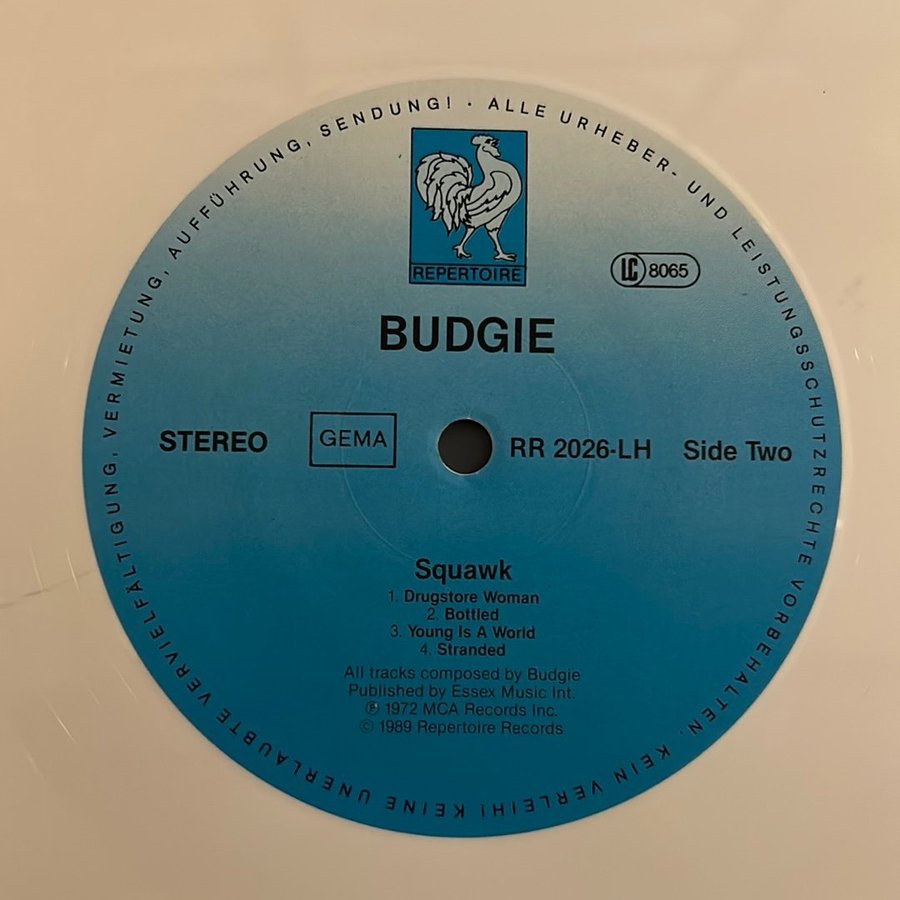 ALLE URHEBER- UND LEISTUNGSSCHUTZRECHTE VORBEHALTEN. KEIN VERLEIH! KEINE UNERLAUBTE VERVIELFÄLTIGUNG, VERMIETUNG, AUFFÜHRUNG, SENDUNG! ·
REPERTOIRE
LC 8065
BUDGIE
STEREO GEMA RR 2026-LH Side Two
Squawk
1. Drugstore Woman
2. Bottled
3. Young Is A World
4. Stranded
All tracks composed by Budgie
Published by Essex Music Int.
℗ 1972 MCA Records Inc.
© 1989 Repertoire Records